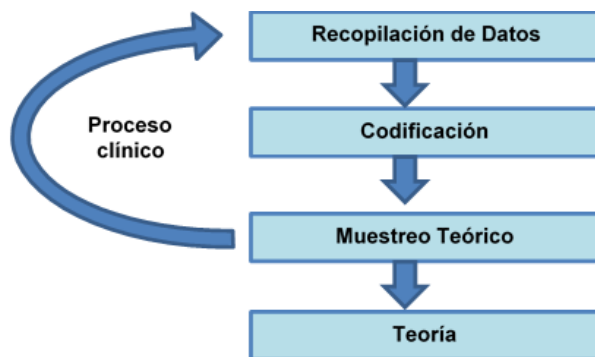 Recopilación de Datos
Proceso
clínico
Codificación
Muestreo Teórico
Teoría